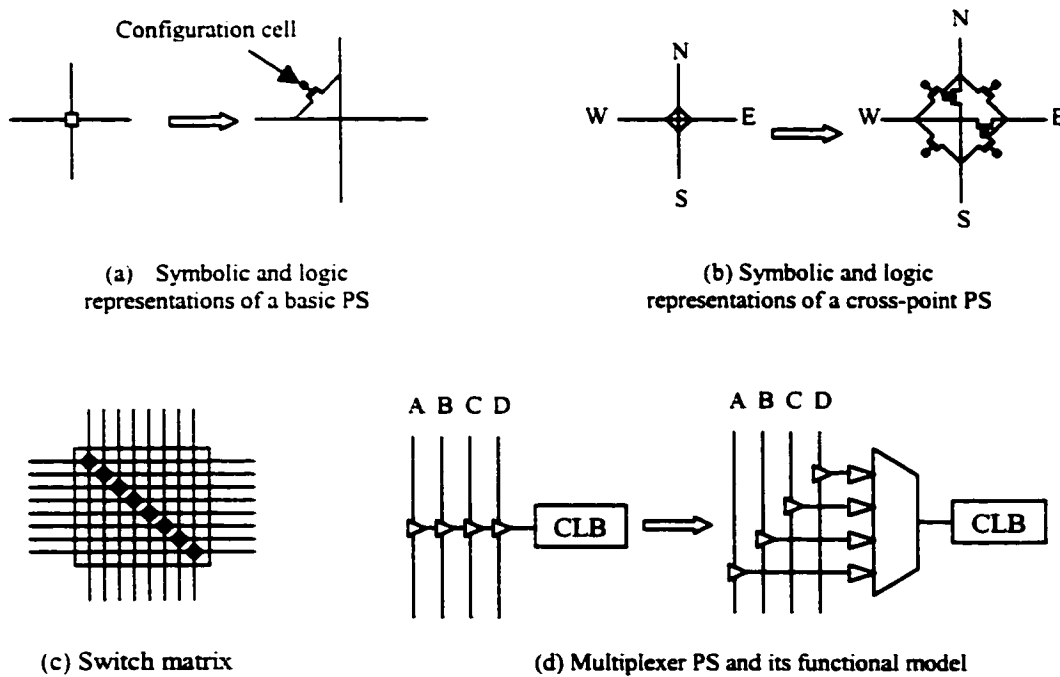 Configuration cell
N
W E
S
N
W E
S
(a) Symbolic and logic
representations of a basic PS
(b) Symbolic and logic
representations of a cross-point PS
A B C D
CLB
A B C D
CLB
(c) Switch matrix
(d) Multiplexer PS and its functional model